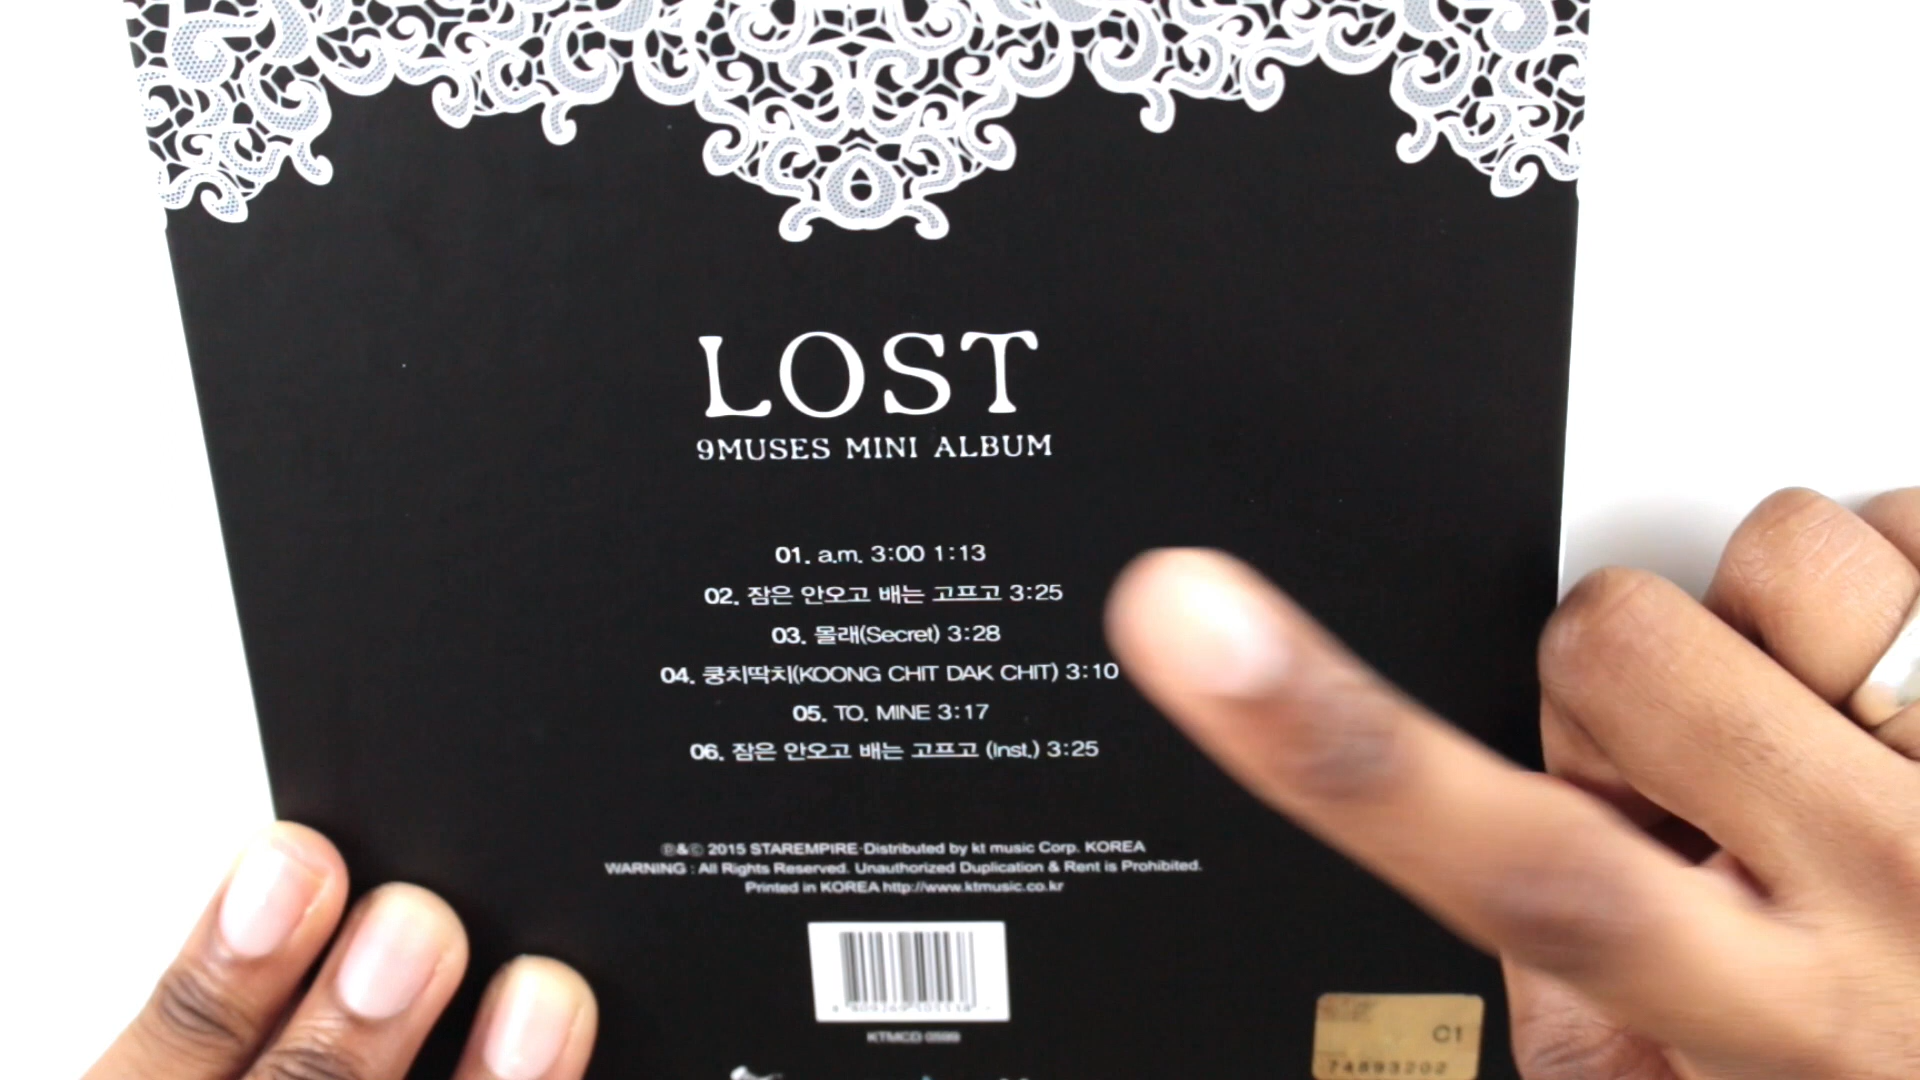 LOST
9MUSES MINI ALBUM
01. a.m. 3:00 1:13
02. 잠은 안오고 배는 고프고 3:25
03. 몰래(Secret) 3:28
04. 쿵치딱치(KOONG CHIT DAK CHIT) 3:10
05. TO. MINE 3:17
06. 잠은 안오고 배는 고프고 (Inst.) 3:25
℗&© 2015 STAREMPIRE·Distributed by kt music Corp. KOREA
WARNING : All Rights Reserved. Unauthorized Duplication & Rent is Prohibited.
Printed in KOREA http://www.ktmusic.co.kr
KTMCD 0599
C1
74893202